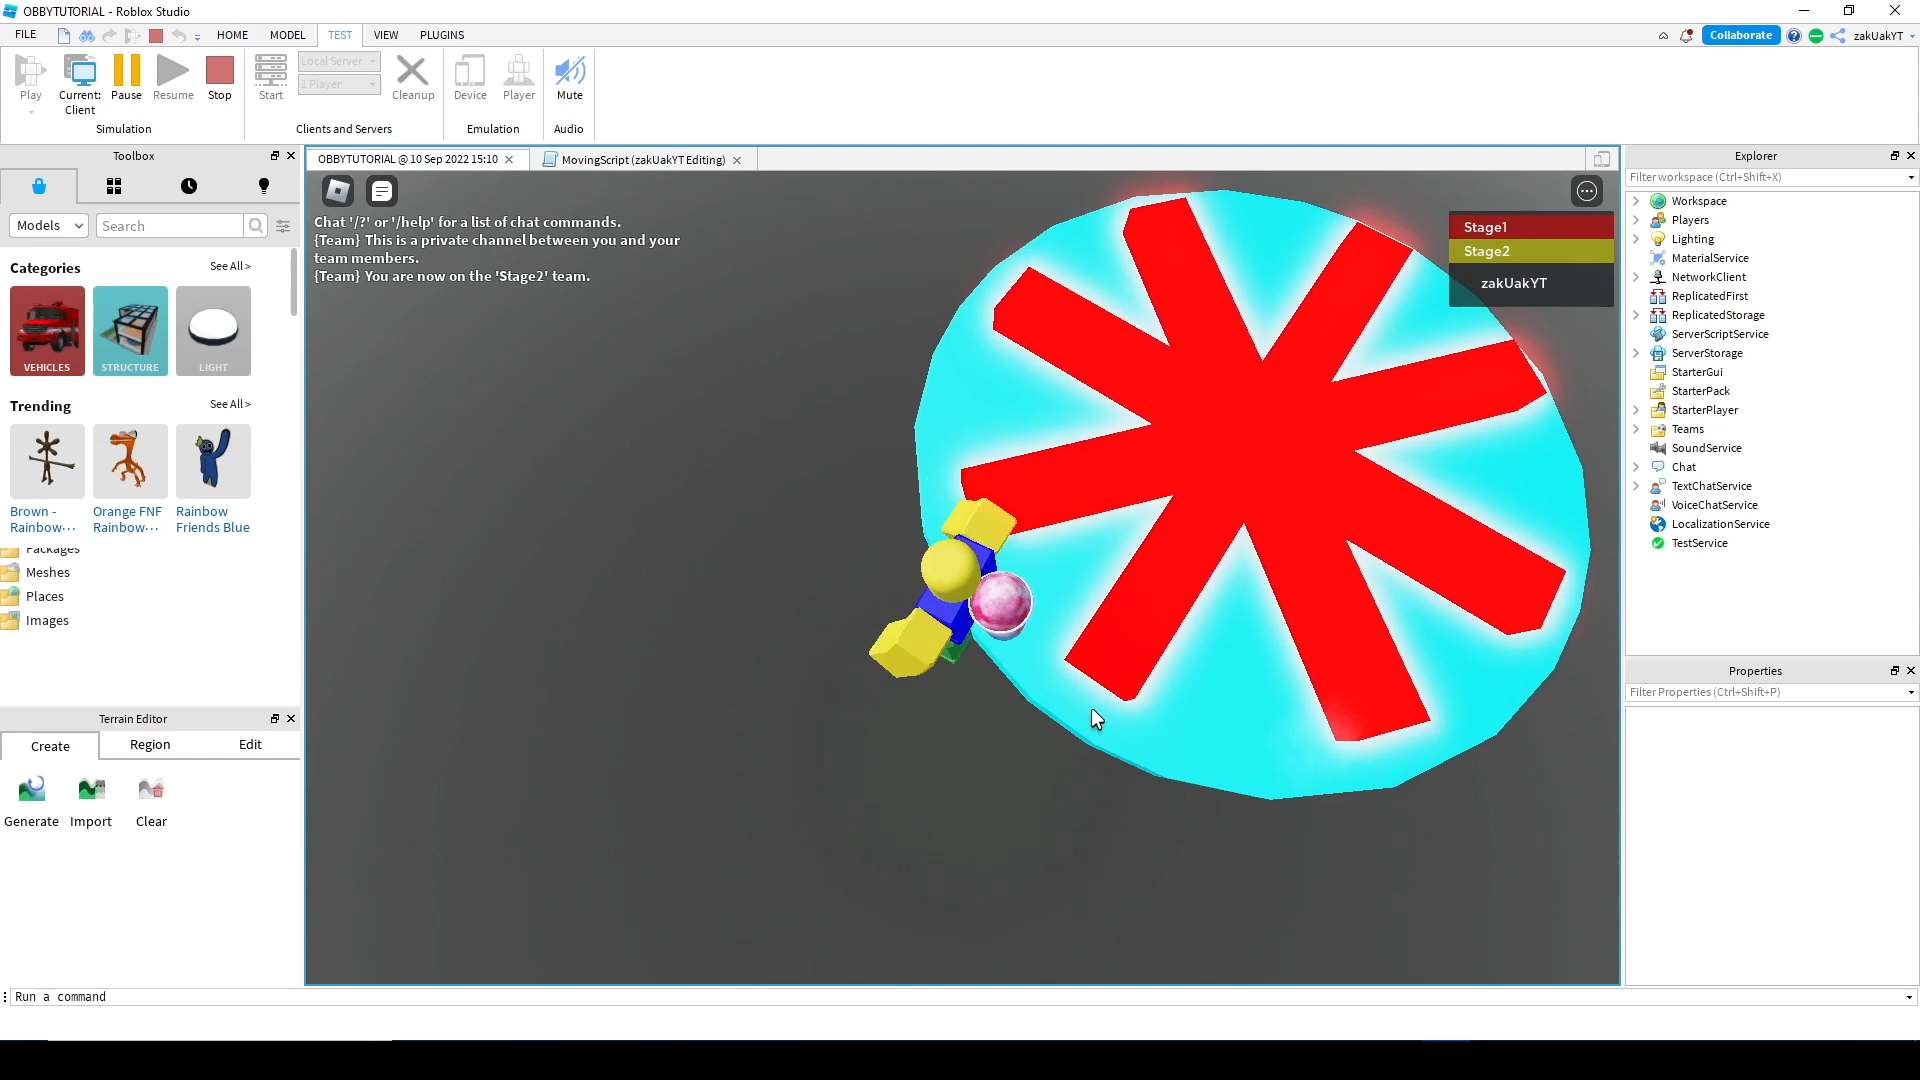 OBBYTUTORIAL - Roblox Studio
FILE HOME MODEL TEST VIEW PLUGINS
Collaborate zakUakYT
Play Current: Client Pause Resume Stop
Simulation
Local Server
1 Player
Start Cleanup
Clients and Servers
Device Player
Emulation
Mute
Audio
Toolbox
Models Search
Categories See All >
VEHICLES STRUCTURE LIGHT
Trending See All >
Brown - Rainbow··· Orange FNF Rainbow··· Rainbow Friends Blue
Packages
Meshes
Places
Images
Terrain Editor
Create Region Edit
Generate Import Clear
OBBYTUTORIAL @ 10 Sep 2022 15:10 MovingScript (zakUakYT Editing)
Chat '/?' or '/help' for a list of chat commands.
{Team} This is a private channel between you and your
team members.
{Team} You are now on the 'Stage2' team.
Stage1
Stage2
zakUakYT
Explorer
Filter workspace (Ctrl+Shift+X)
Workspace
Players
Lighting
MaterialService
NetworkClient
ReplicatedFirst
ReplicatedStorage
ServerScriptService
ServerStorage
StarterGui
StarterPack
StarterPlayer
Teams
SoundService
Chat
TextChatService
VoiceChatService
LocalizationService
TestService
Properties
Filter Properties (Ctrl+Shift+P)
Run a command